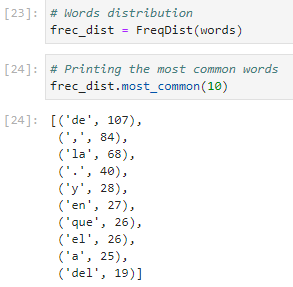 [23]: # Words distribution
frec_dist = FreqDist(words)
[24]: # Printing the most common words
frec_dist.most_common(10)
[24]: [('de', 107),
(',', 84),
('la', 68),
('.', 40),
('y', 28),
('en', 27),
('que', 26),
('el', 26),
('a', 25),
('del', 19)]